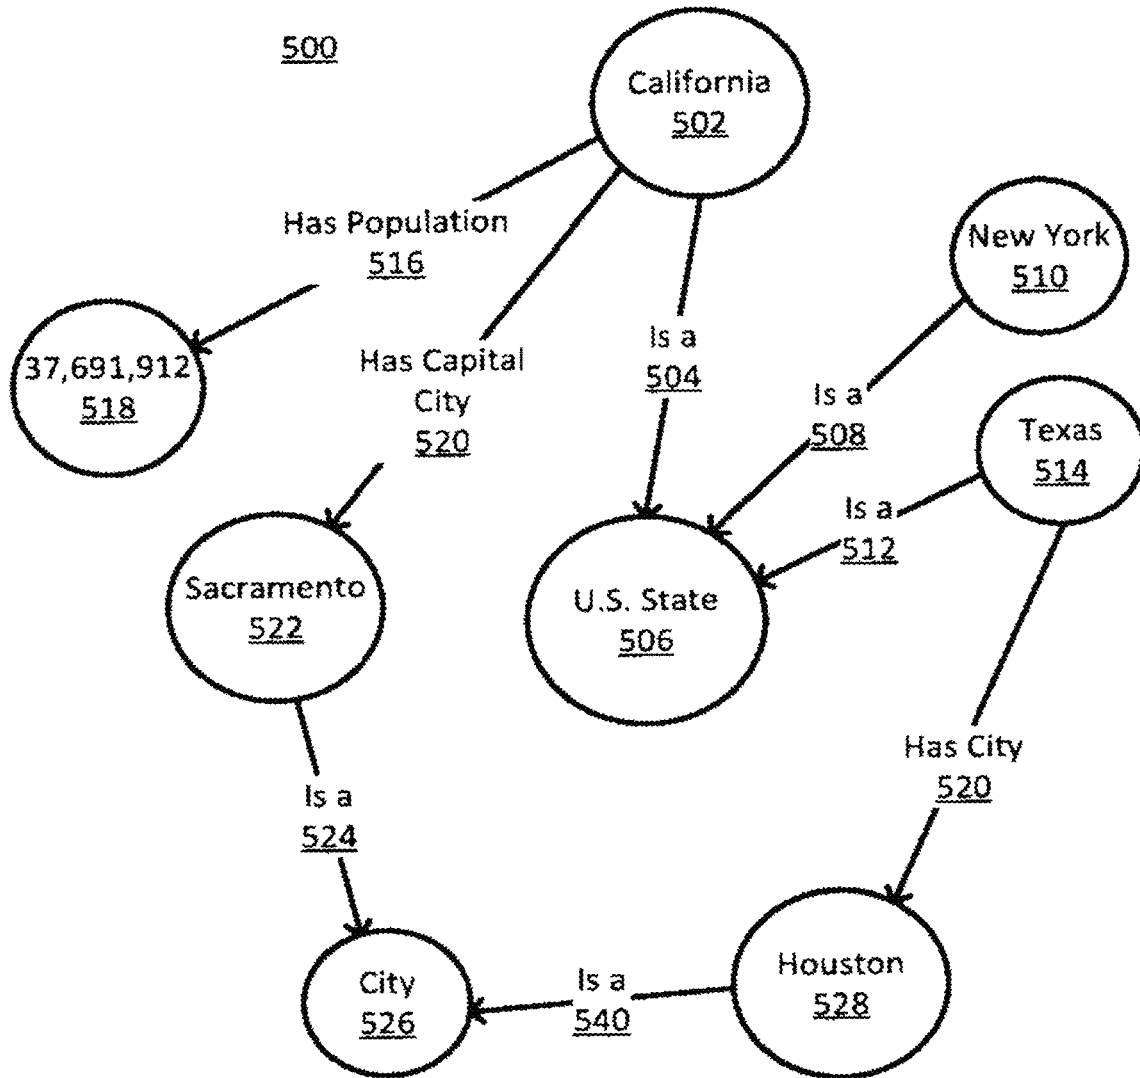 500
California
502
Has Population
516
New York
510
37,691,912
518
Has Capital
City
520
Is a
504
Is a
508
Texas
514
Is a
512
Sacramento
522
U.S. State
506
Has City
520
Is a
524
City
526
Is a
540
Houston
528